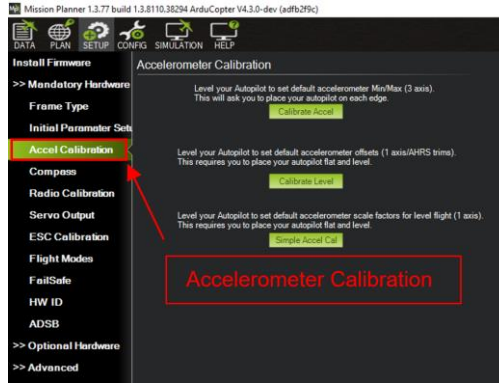 Mission Planner 1.3.77 build 1.3.8110.38294 ArduCopter V4.3.0-dev (adfb2f9c)
DATA PLAN SETUP CONFIG SIMULATION HELP
Install Firmware
Accelerometer Calibration
>> Mandatory Hardware
Level your Autopilot to set default accelerometer Min/Max (3 axis).
This will ask you to place your autopilot on each edge.
Calibrate Accel
Frame Type
Initial Paramater Setu
Accel Calibration
Level your Autopilot to set default accelerometer offsets (1 axis/AHRS trims).
This requires you to place your autopilot flat and level.
Compass
Calibrate Level
Radio Calibration
Servo Output
Level your Autopilot to set default accelerometer scale factors for level flight (1 axis).
This requires you to place your autopilot flat and level.
ESC Calibration
Simple Accel Cal
Flight Modes
FailSafe
Accelerometer Calibration
HW ID
ADSB
>> Optional Hardware
>> Advanced